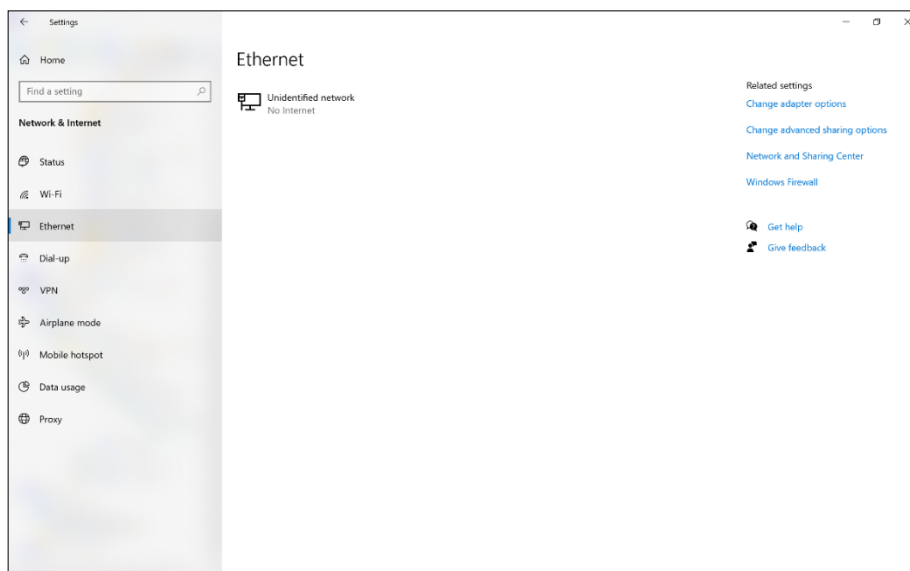 Settings
Home
Find a setting
Network & Internet
Status
Wi-Fi
Ethernet
Dial-up
VPN
Airplane mode
Mobile hotspot
Data usage
Proxy
Ethernet
Unidentified network
No Internet
Related settings
Change adapter options
Change advanced sharing options
Network and Sharing Center
Windows Firewall
Get help
Give feedback